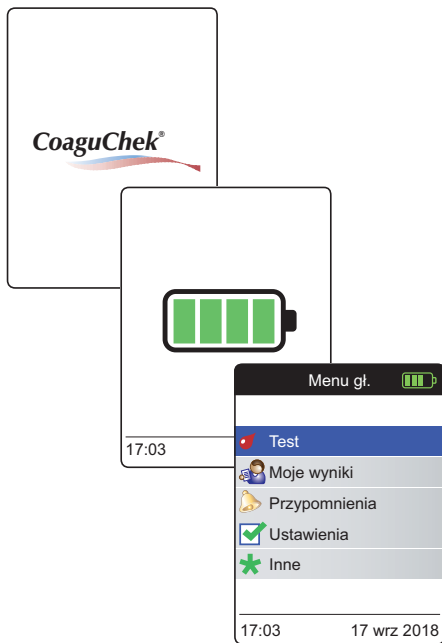 CoaguChek®
17:03
Menu gł.
Test
Moje wyniki
Przypomnienia
Ustawienia
Inne
17:03 17 wrz 2018